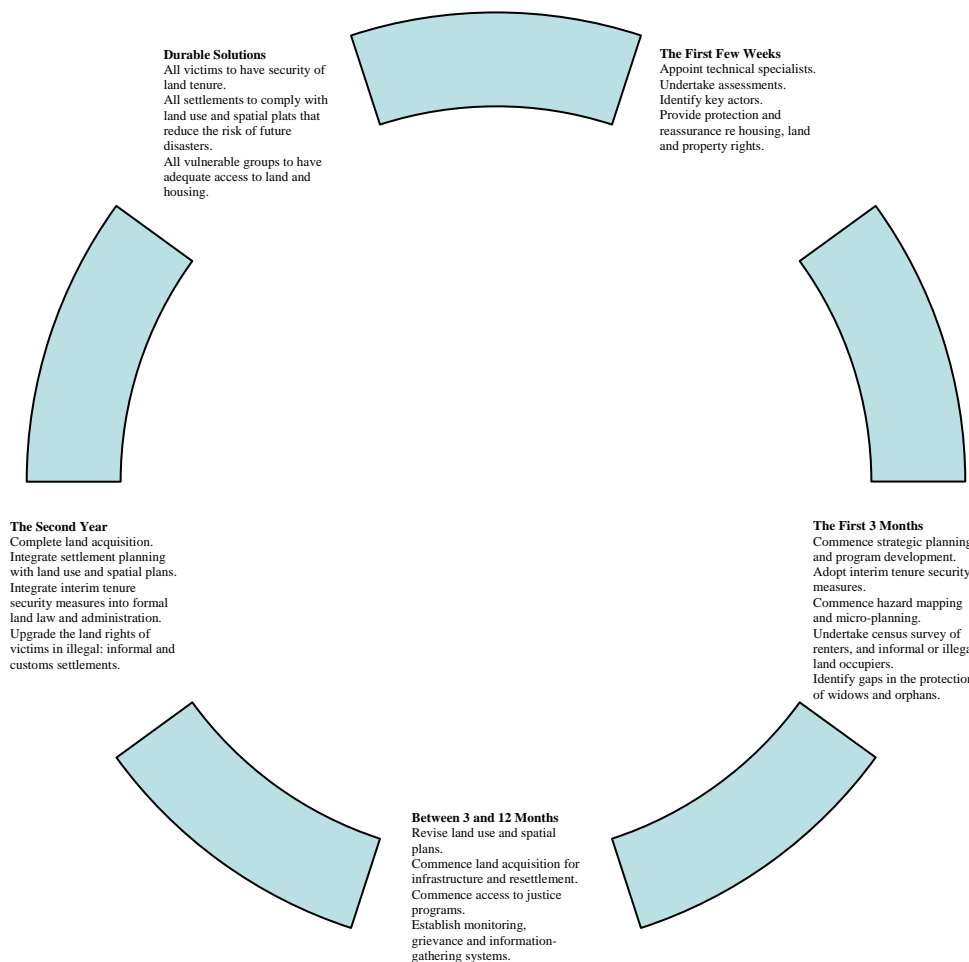 Durable Solutions
All victims to have security of
land tenure.
All settlements to comply with
land use and spatial plats that
reduce the risk of future
disasters.
All vulnerable groups to have
adequate access to land and
housing.
The First Few Weeks
Appoint technical specialists.
Undertake assessments.
Identify key actors.
Provide protection and
reassurance re housing, land
and property rights.
The First 3 Months
Commence strategic planning
and program development.
Adopt interim tenure security
measures.
Commence hazard mapping
and micro-planning.
Undertake census survey of
renters, and informal or illega
land occupiers.
Identify gaps in the protection
of widows and orphans.
Between 3 and 12 Months
Revise land use and spatial
plans.
Commence land acquisition for
infrastructure and resettlement.
Commence access to justice
programs.
Establish monitoring,
grievance and information-
gathering systems.
The Second Year
Complete land acquisition.
Integrate settlement planning
with land use and spatial plans.
Integrate interim tenure
security measures into formal
land law and administration.
Upgrade the land rights of
victims in illegal: informal and
customs settlements.